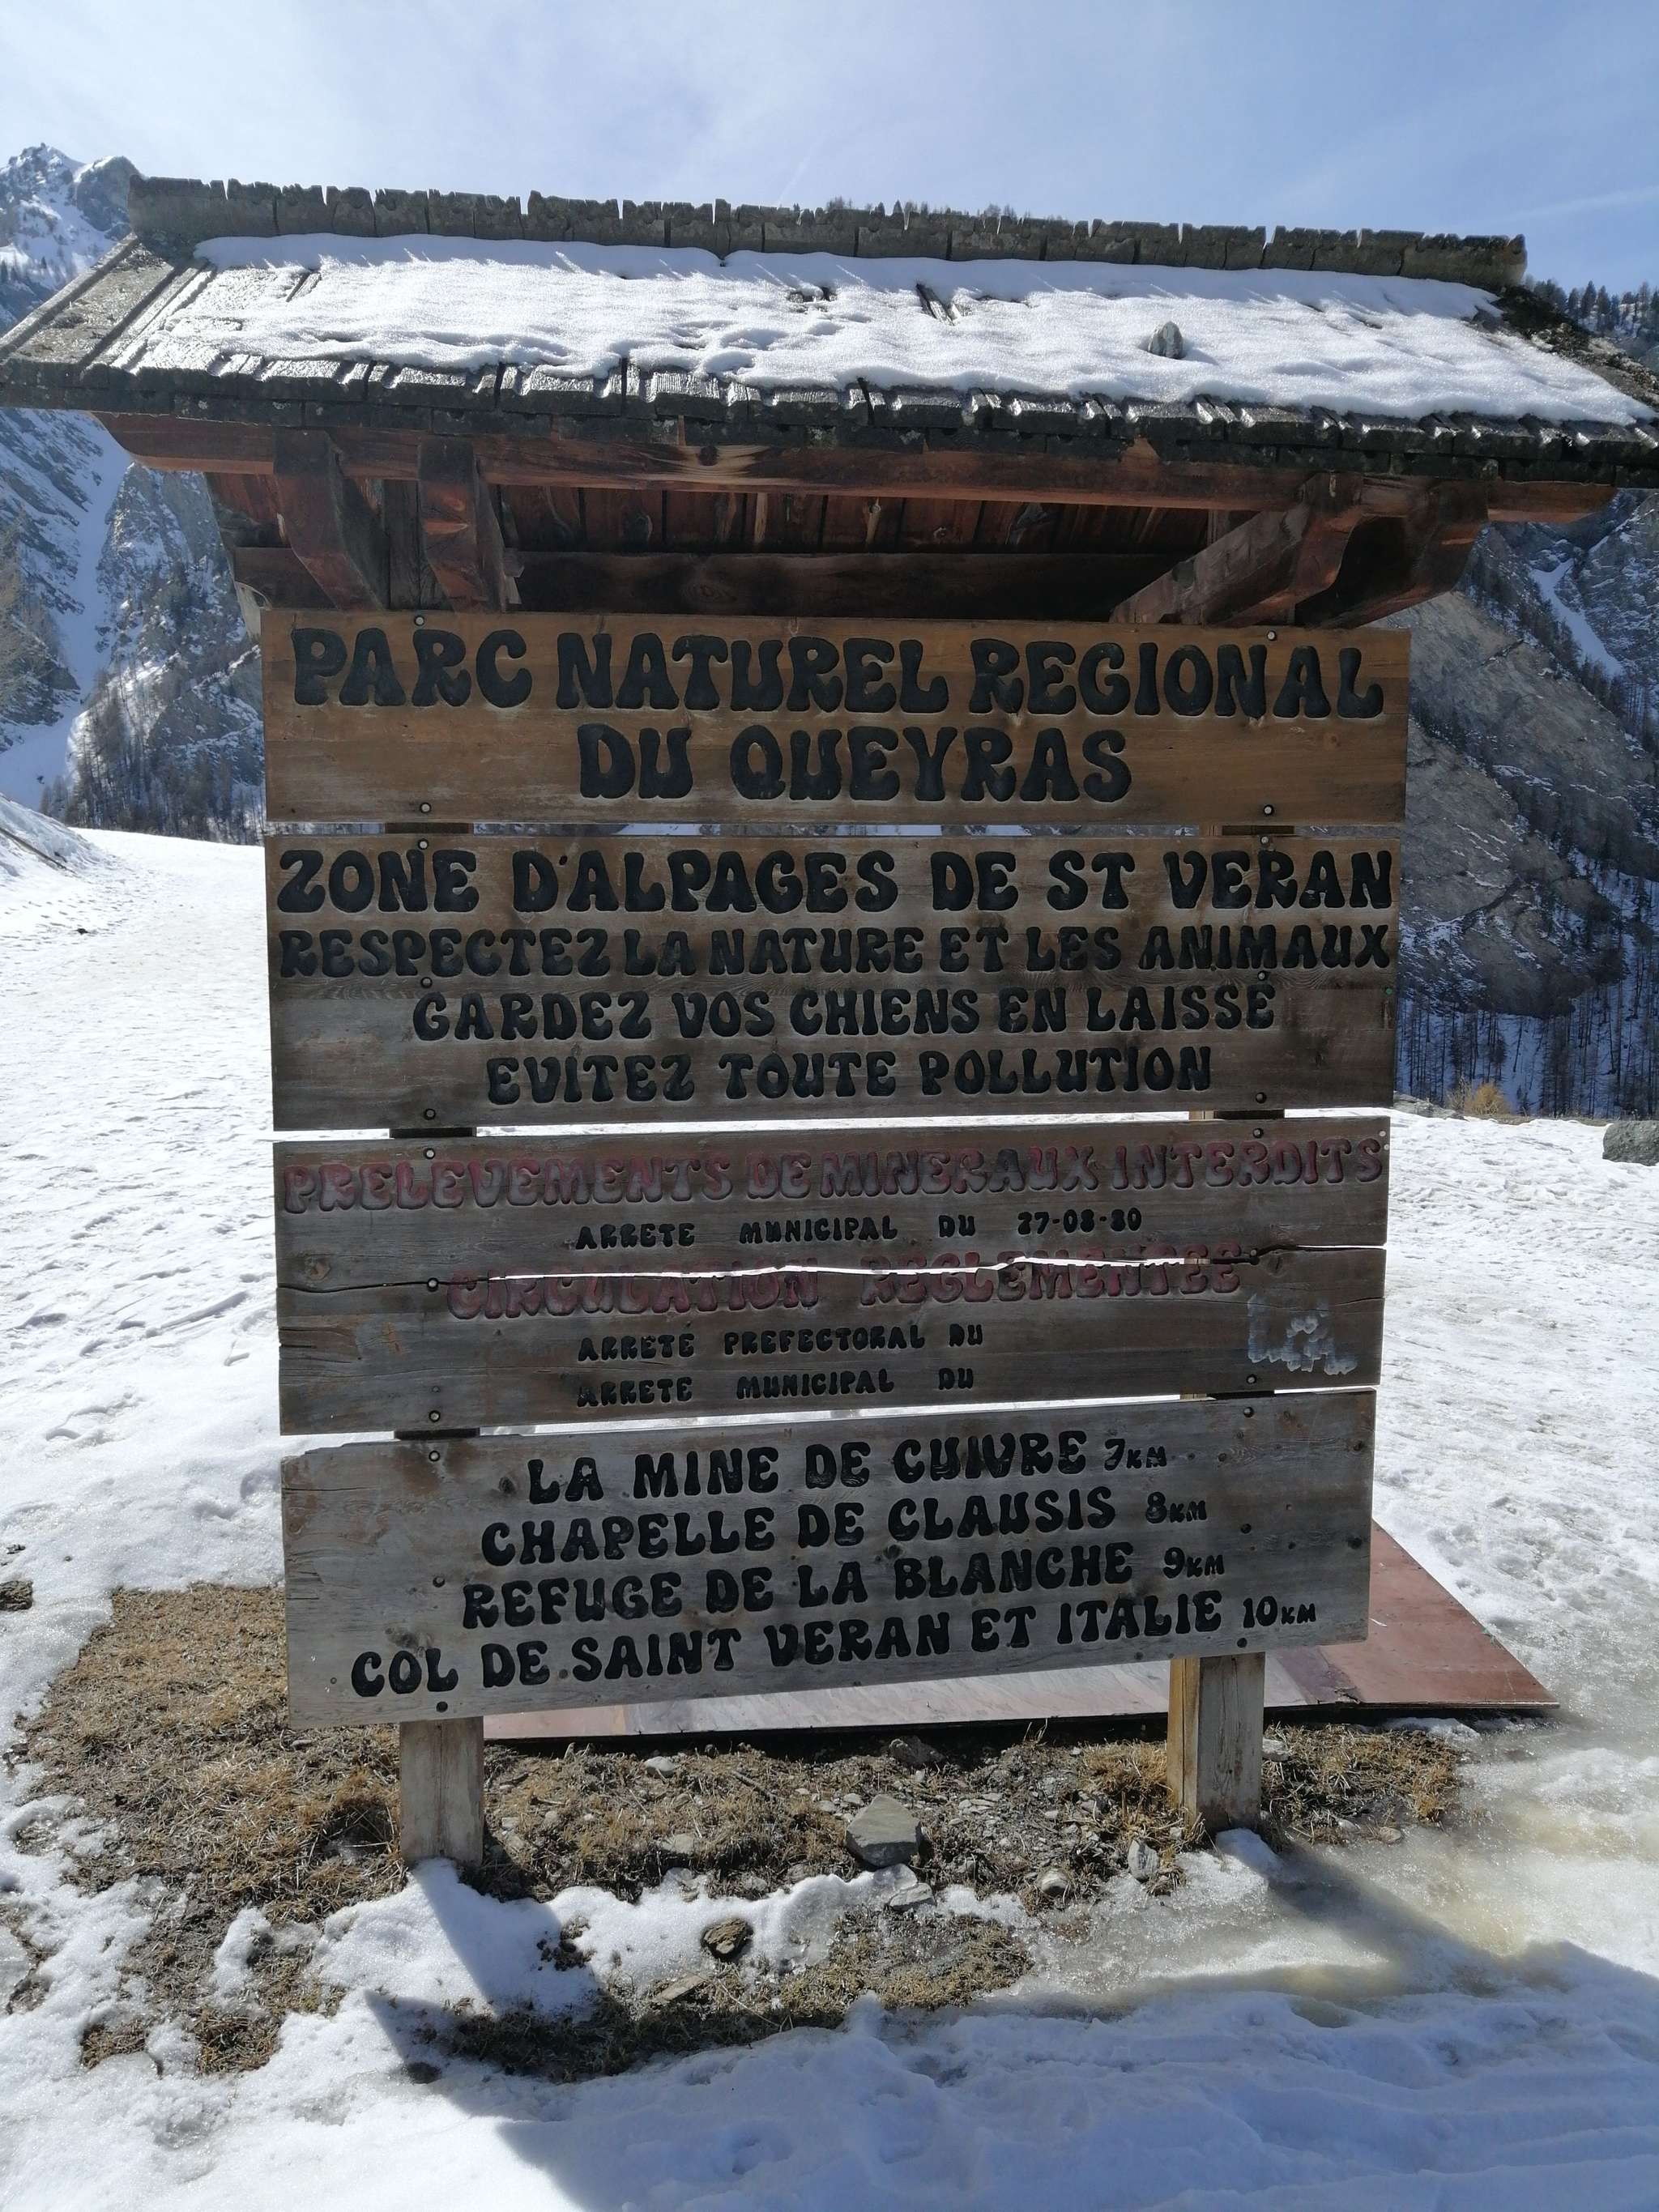 PARC NATUREL REGIONAL
DU QUEYRAS
ZONE D'ALPAGES DE ST VERAN
RESPECTEZ LA NATURE ET LES ANIMAUX
GARDEZ VOS CHIENS EN LAISSE
EVITEZ TOUTE POLLUTION
PRELEVEMENTS DE MINERAUX INTERDITS
ARRETE MUNICIPAL DU 27-08-80
CIRCULATION REGLEMENTEE
ARRETE PREFECTORAL DU
ARRETE MUNICIPAL DU
LA MINE DE CUIVRE 7KM
CHAPELLE DE CLAUSIS 8KM
REFUGE DE LA BLANCHE 9KM
COL DE SAINT VERAN ET ITALIE 10KM